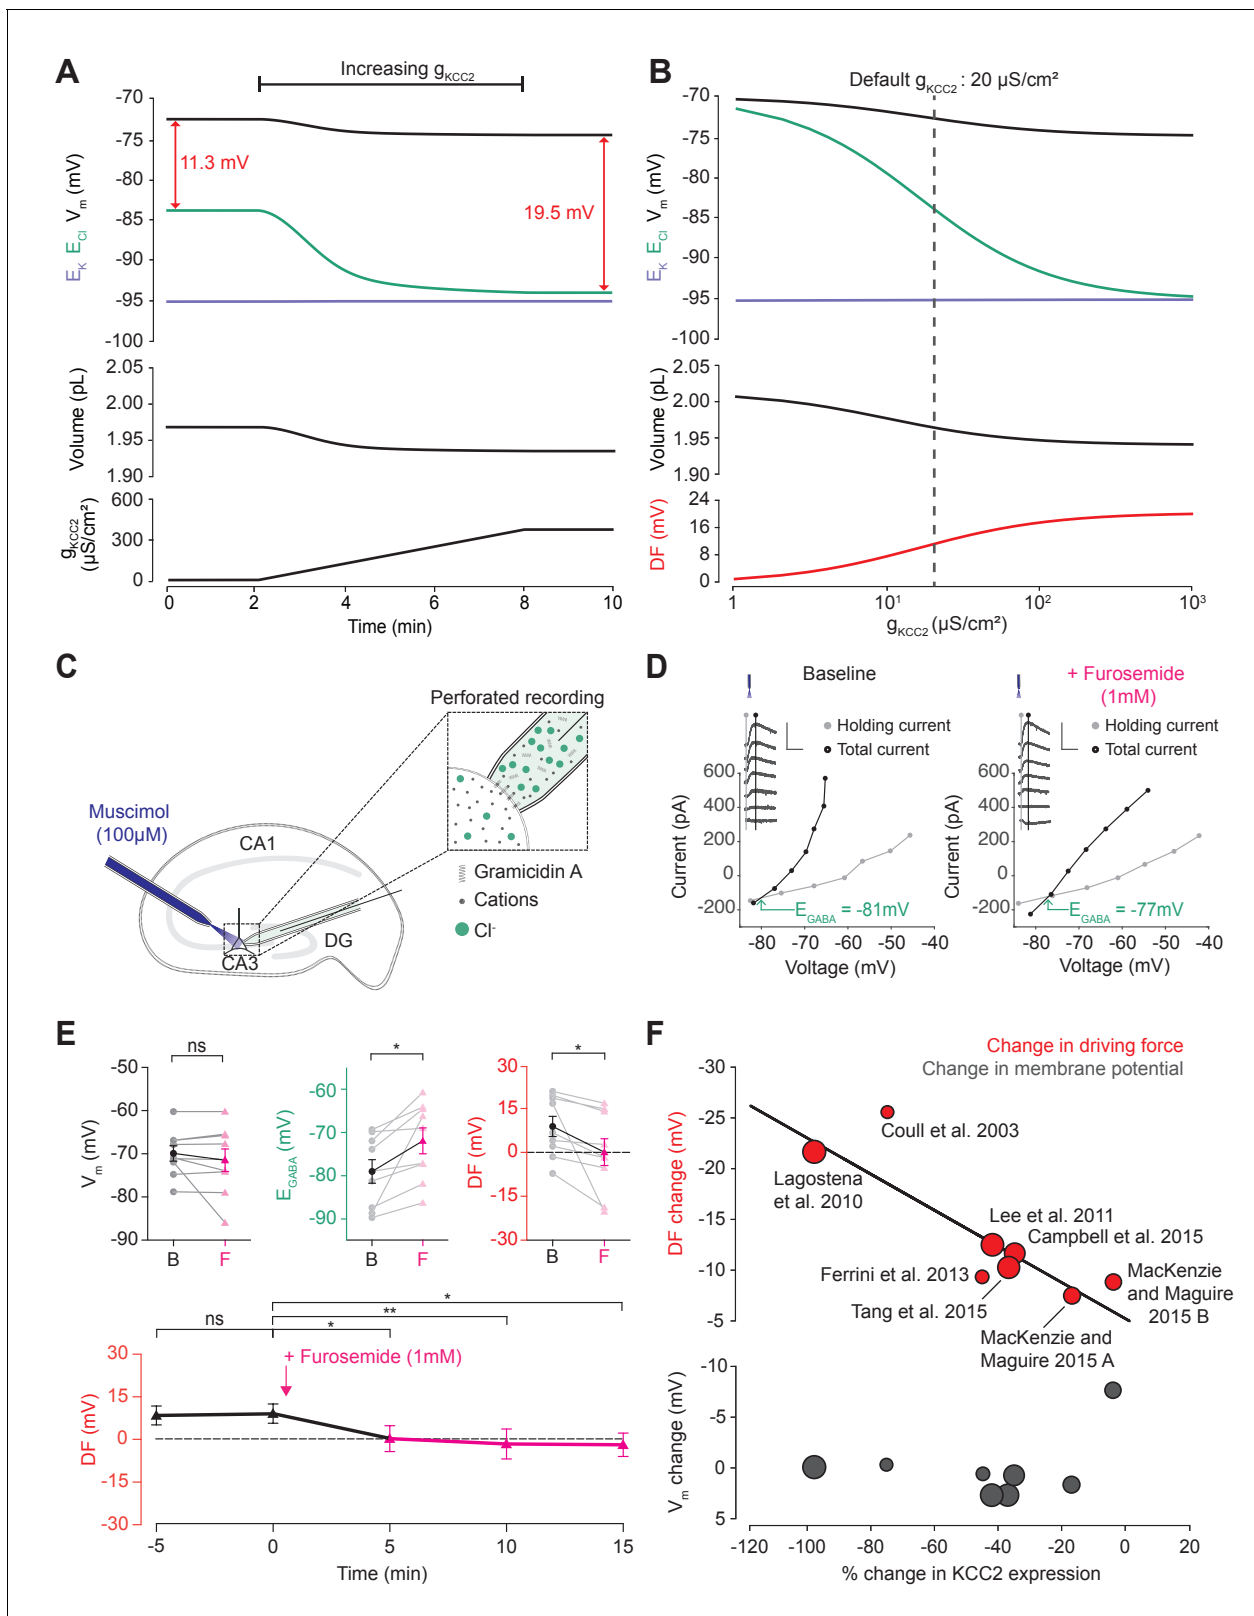 A
Increasing gKCC2
-70
-75
-80
-85
-90
-95
-100
EK ECl Vm (mV)
11.3 mV
19.5 mV
2.05
2.00
1.95
1.90
Volume (pL)
600
300
0
gKCC2
(µS/cm²)
0 2 4 6 8 10
Time (min)
B
Default gKCC2 : 20 µS/cm²
-70
-75
-80
-85
-90
-95
-100
EK ECl Vm (mV)
2.05
2.00
1.95
1.90
Volume (pL)
24
16
8
0
DF (mV)
1 10¹ 10² 10³
gKCC2 (µS/cm²)
C
Perforated recording
Muscimol
(100µM)
CA1
DG
CA3
Gramicidin A
Cations
Cl-
D
Baseline
Holding current
Total current
600
400
200
0
-200
Current (pA)
EGABA = -81mV
-80 -70 -60 -50 -40
Voltage (mV)
+ Furosemide
(1mM)
Holding current
Total current
600
400
200
0
-200
Current (pA)
EGABA = -77mV
-80 -70 -60 -50 -40
Voltage (mV)
E
ns
-50
-60
-70
-80
-90
Vm (mV)
B F
*
-60
-70
-80
-90
EGABA (mV)
B F
*
30
15
0
-15
-30
DF (mV)
B F
*
**
ns
*
+ Furosemide (1mM)
30
15
0
-15
-30
DF (mV)
-5 0 5 10 15
Time (min)
F
Change in driving force
Change in membrane potential
-30
-25
-20
-15
-10
-5
DF change (mV)
Coull et al. 2003
Lagostena
et al. 2010
Lee et al. 2011
Campbell et al. 2015
Ferrini et al. 2013
Tang et al. 2015
MacKenzie
and Maguire
2015 B
MacKenzie and
Maguire 2015 A
-10
-5
0
5
Vm change (mV)
-120 -100 -80 -60 -40 -20 0 20
% change in KCC2 expression